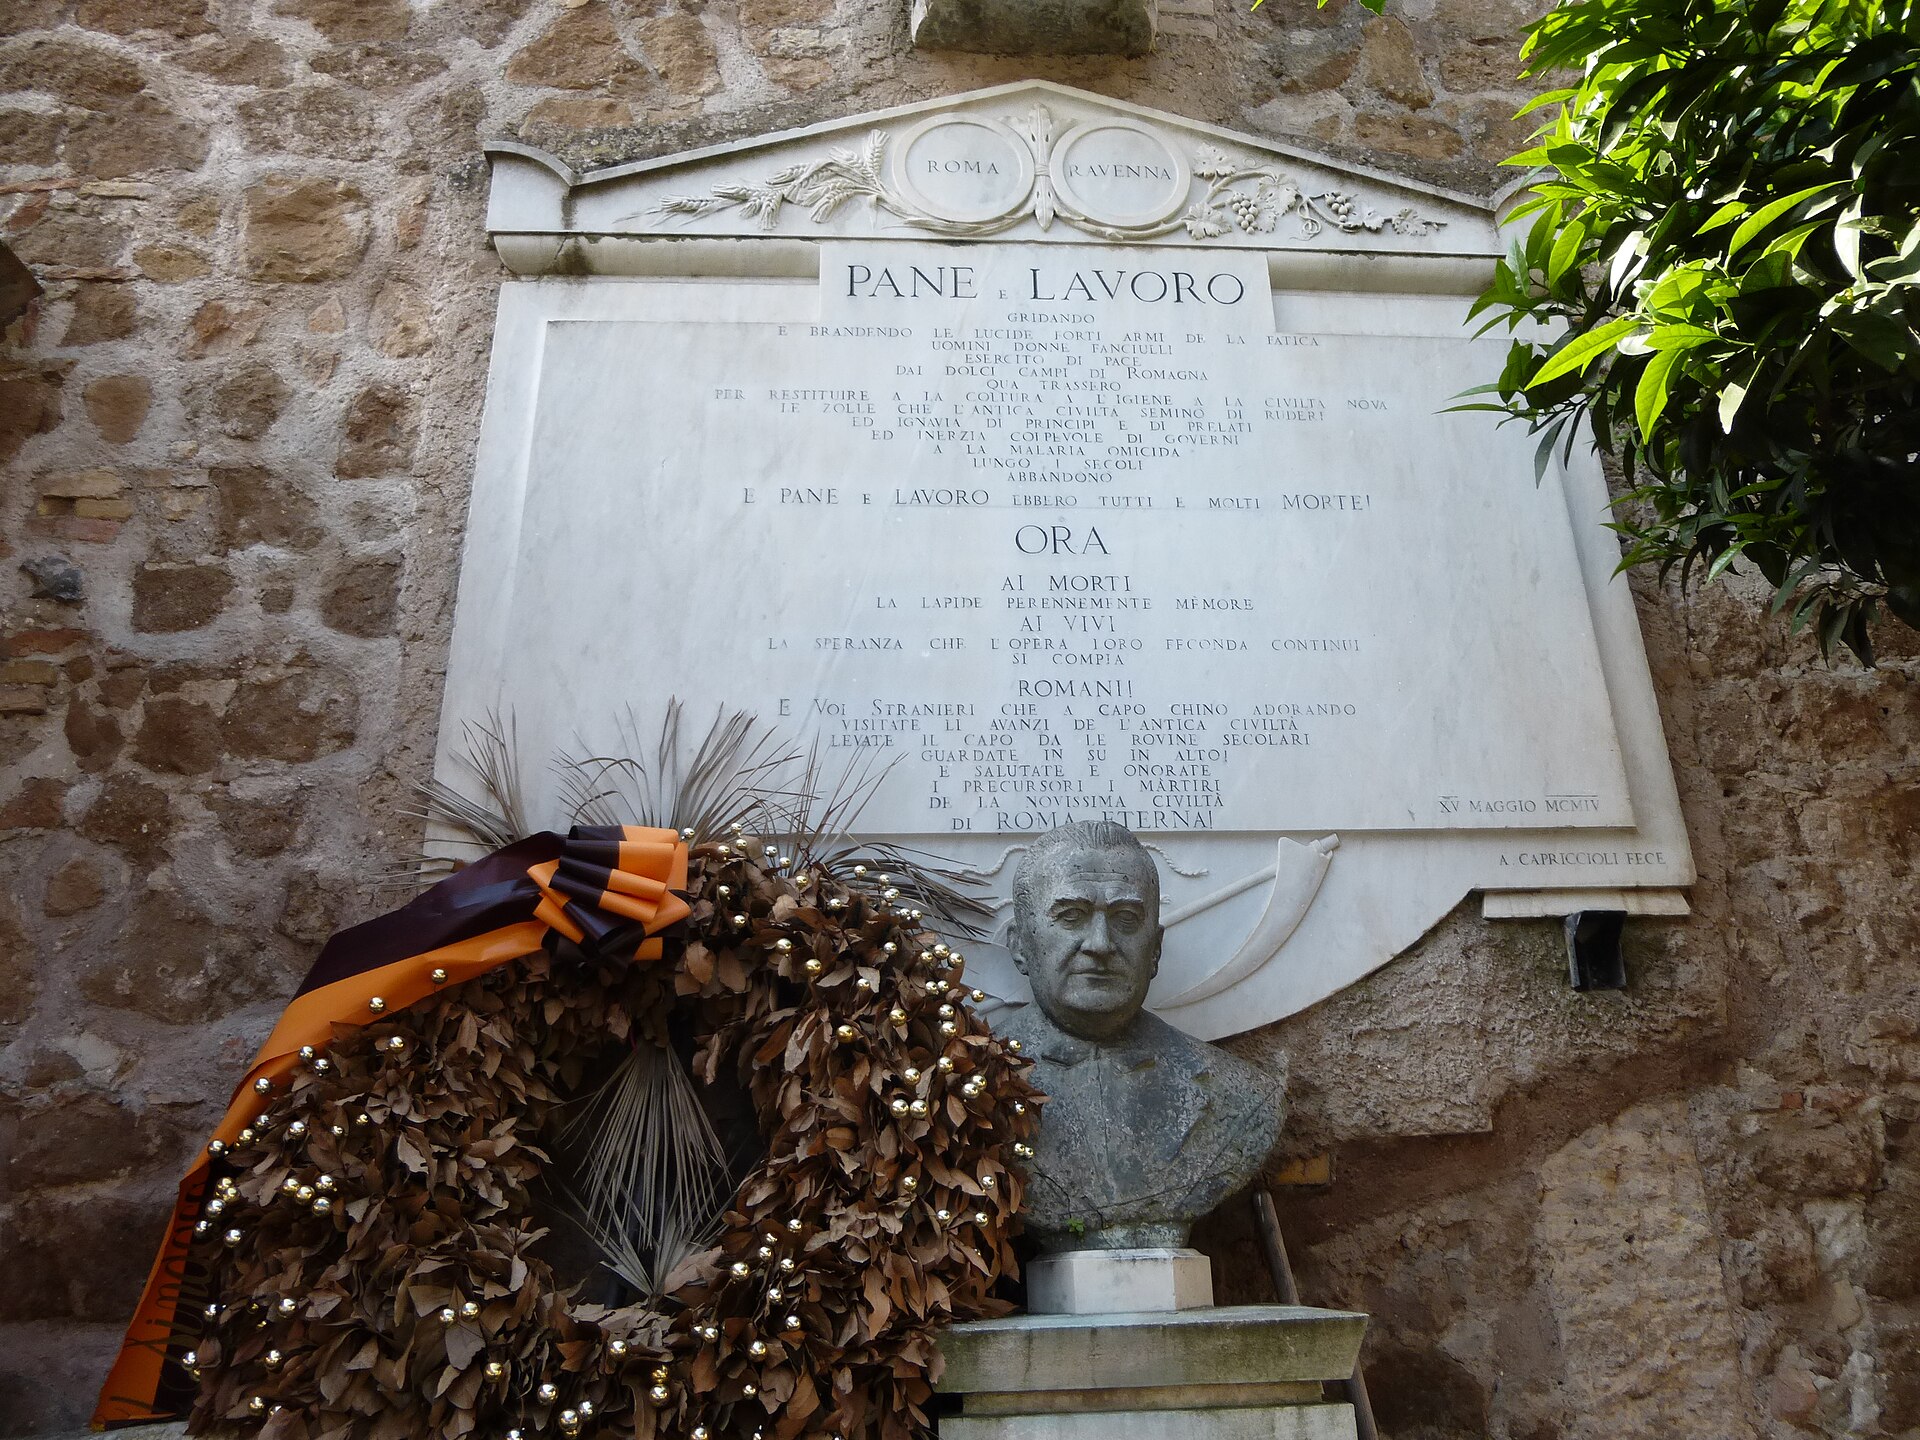 ROMA RAVENNA
PANE E LAVORO
GRIDANDO
E BRANDENDO LE LUCIDE FORTI ARMI DE LA FATICA
UOMINI DONNE FANCIULLI
ESERCITO DI PACE
DAI DOLCI CAMPI DI ROMAGNA
QUA TRASSERO
PER RESTITUIRE A LA COLTURA A L'IGIENE A LA CIVILTÀ NOVA
LE ZOLLE CHE L'ANTICA CIVILTÀ SEMINÒ DI RUDERI
ED IGNAVIA DI PRINCIPI E DI PRELATI
ED INERZIA COLPEVOLE DI GOVERNI
A LA MALARIA OMICIDA
LUNGO I SECOLI
ABBANDONÒ
E PANE E LAVORO EBBERO TUTTI E MOLTI MORTE!
ORA
AI MORTI
LA LAPIDE PERENNEMENTE MÈMORE
AI VIVI
LA SPERANZA CHE L'OPERA LORO FECONDA CONTINUI
SI COMPIA
ROMANI!
E VOI STRANIERI CHE A CAPO CHINO ADORANDO
VISITATE LI AVANZI DE L'ANTICA CIVILTÀ
LEVATE IL CAPO DA LE ROVINE SECOLARI
GUARDATE IN SU IN ALTO!
E SALUTATE E ONORATE
I PRECURSORI I MÀRTIRI
DE LA NOVISSIMA CIVILTÀ
DI ROMA ETERNA!
XV MAGGIO MCMIV
A. CAPRICCIOLI FECE